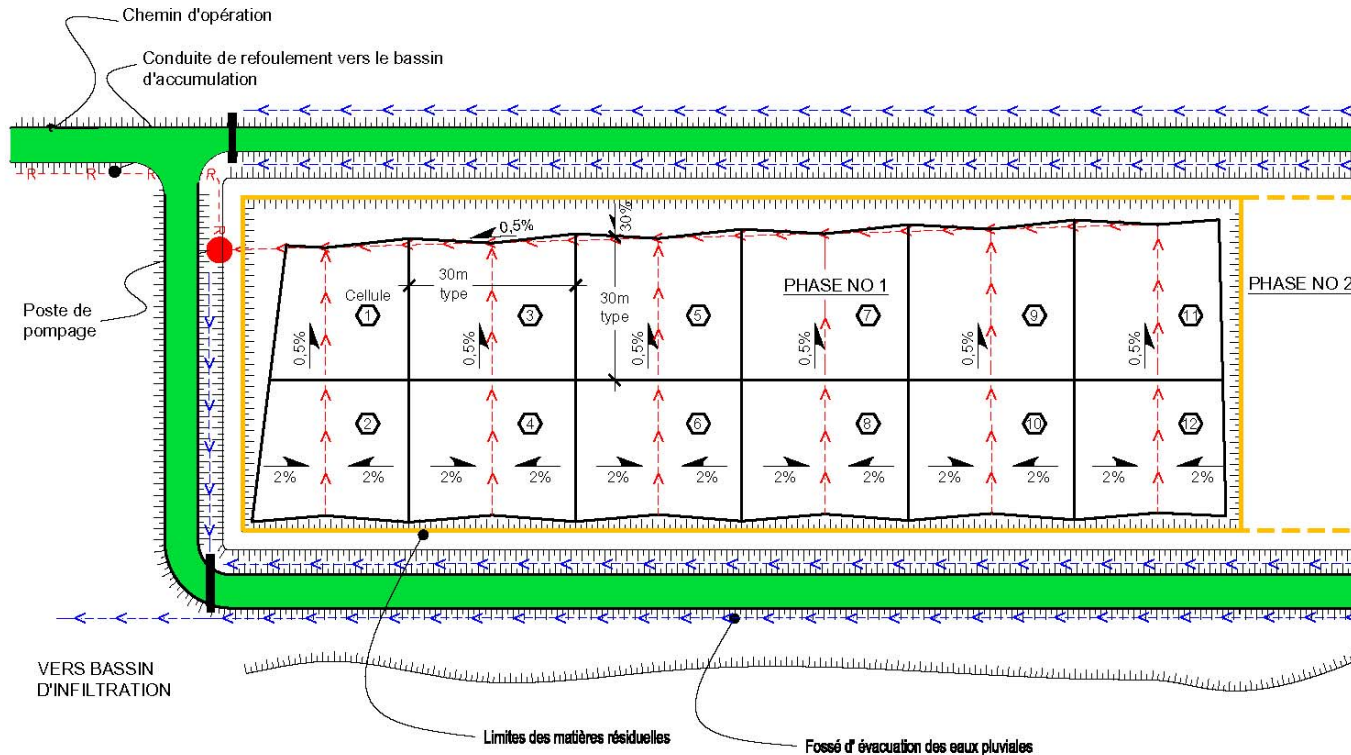 Chemin d'opération
Conduite de refoulement vers le bassin
d'accumulation
R R R R
R
0,5%
30%
30m
type
Cellule
30m
type
PHASE NO 1
PHASE NO 2
Poste de
pompage
1 3 5 7 9 11
0,5% 0,5% 0,5% 0,5% 0,5% 0,5%
2 4 6 8 10 12
2% 2% 2% 2% 2% 2% 2% 2% 2% 2% 2% 2%
VERS BASSIN
D'INFILTRATION
Limites des matières résiduelles
Fossé d' évacuation des eaux pluviales